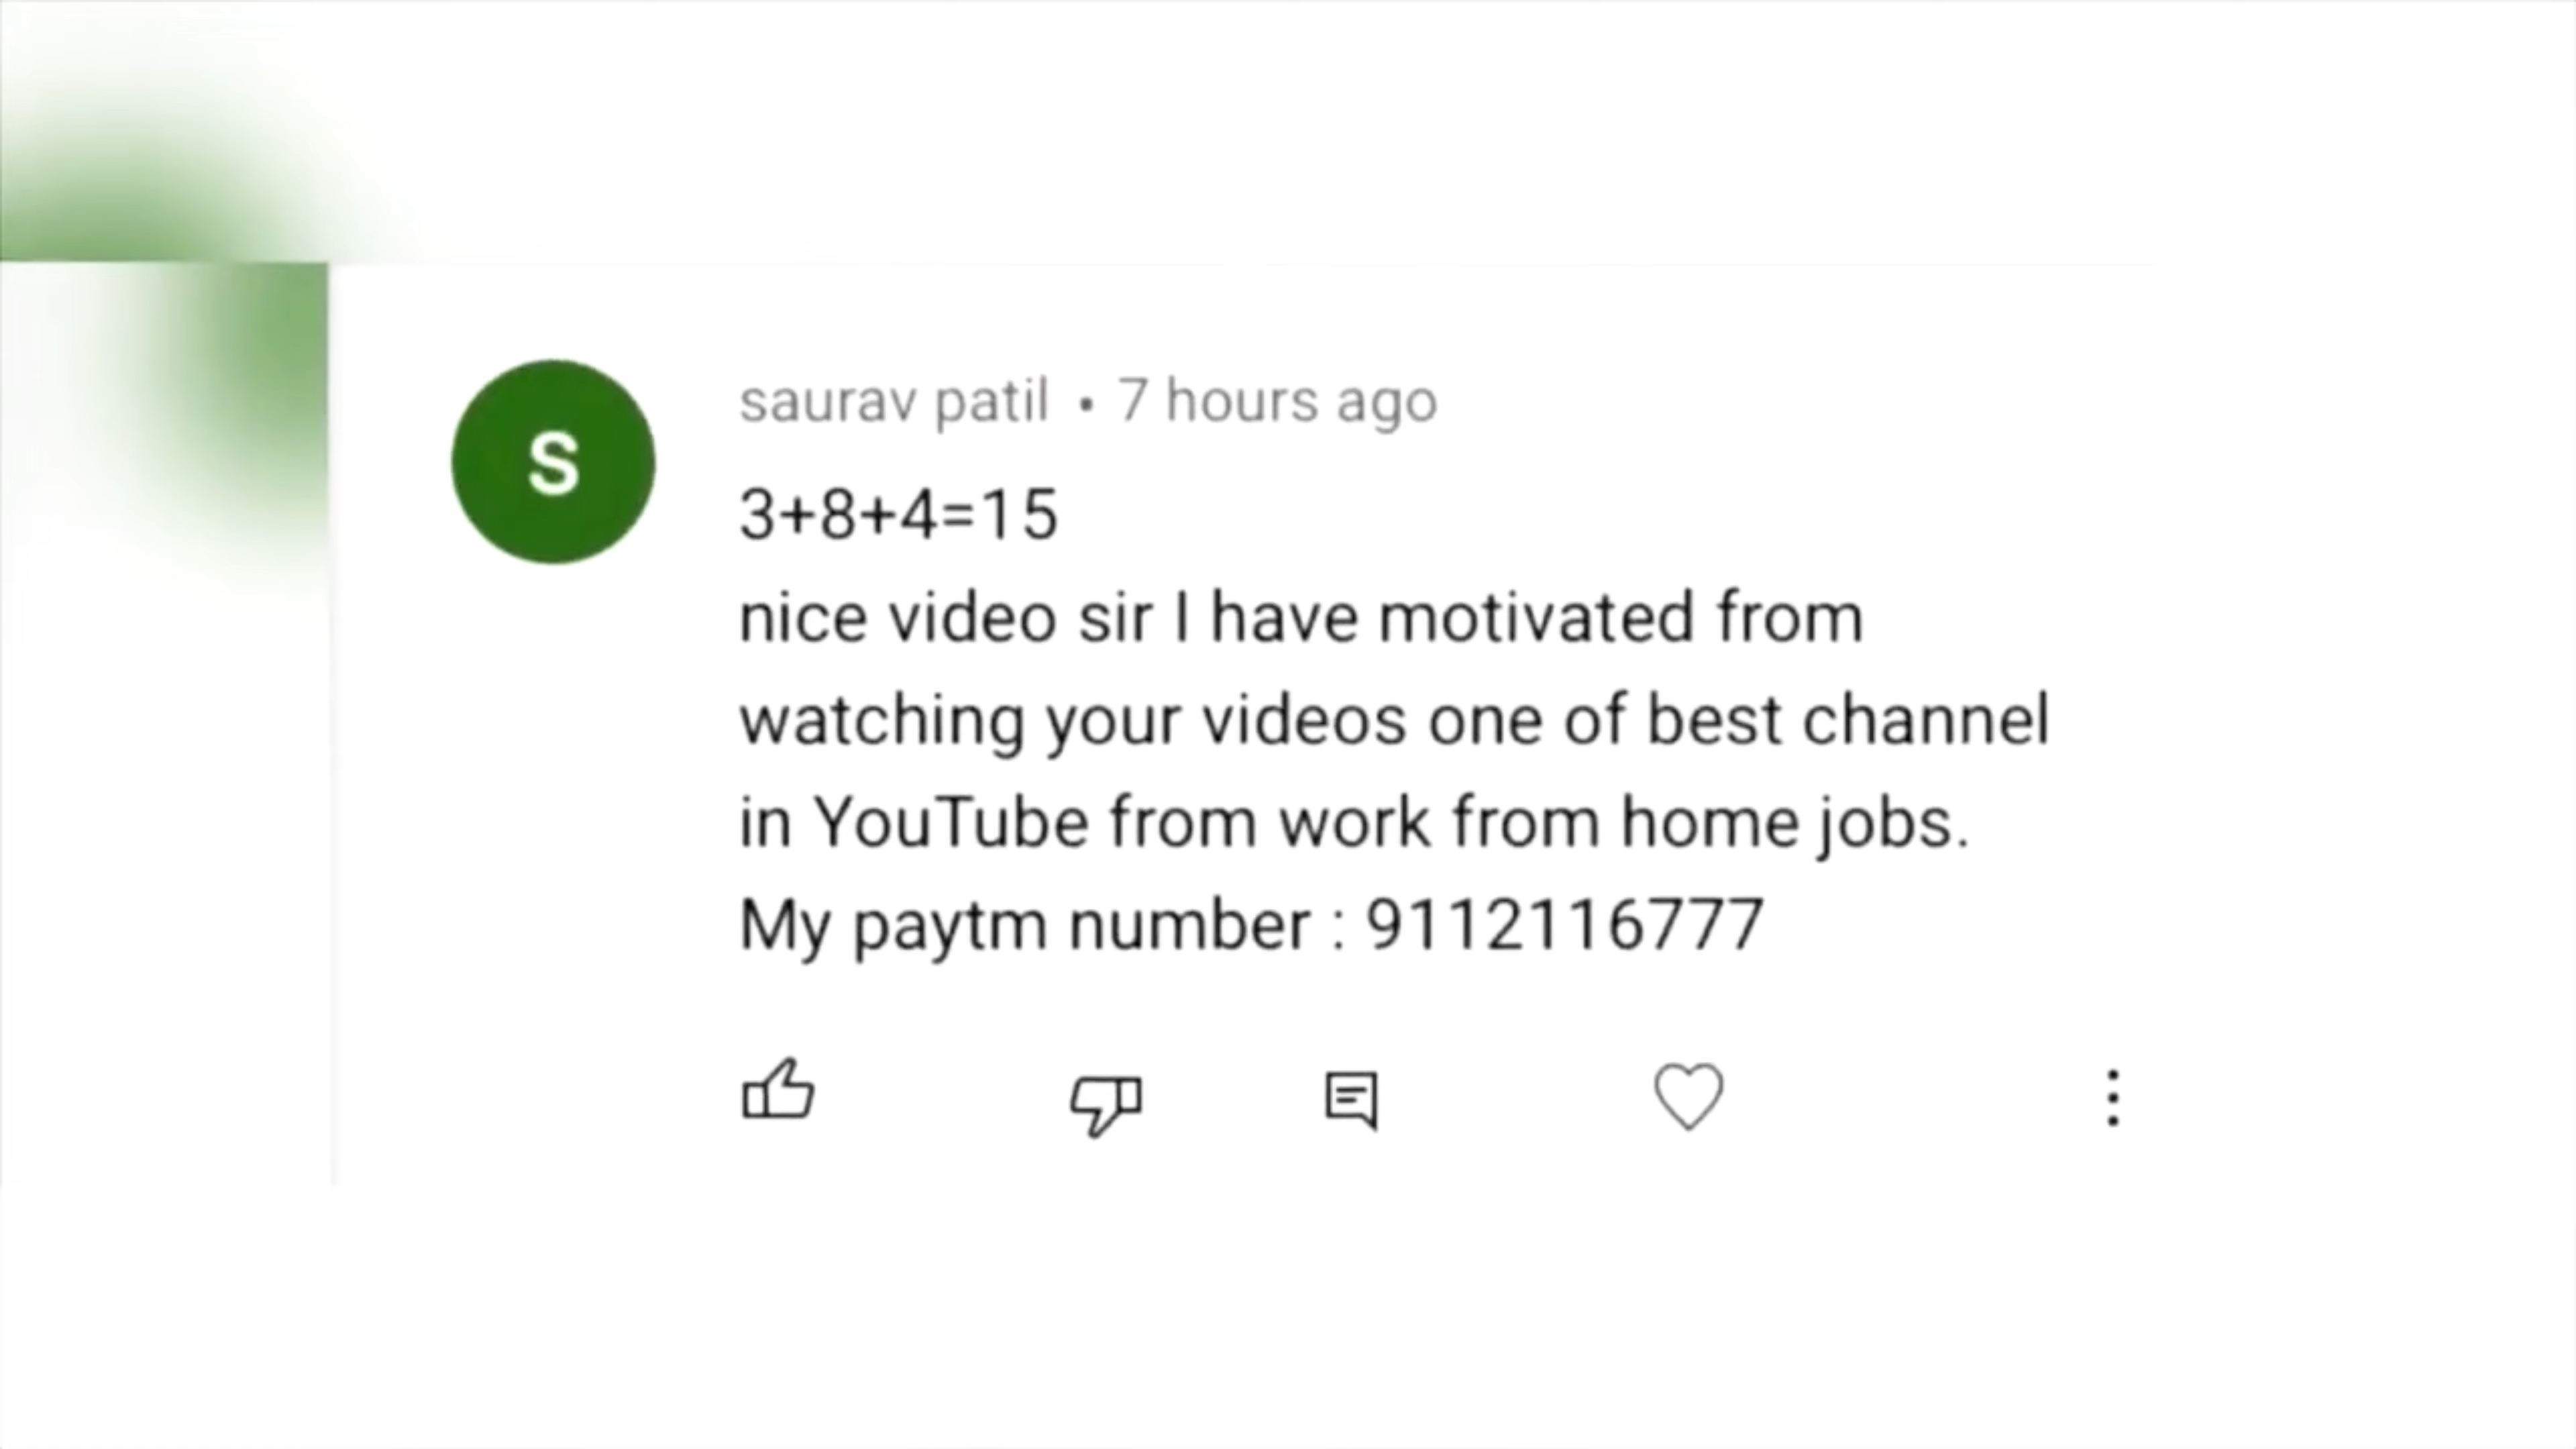 S
saurav patil • 7 hours ago
3+8+4=15
nice video sir I have motivated from
watching your videos one of best channel
in YouTube from work from home jobs.
My paytm number : 9112116777